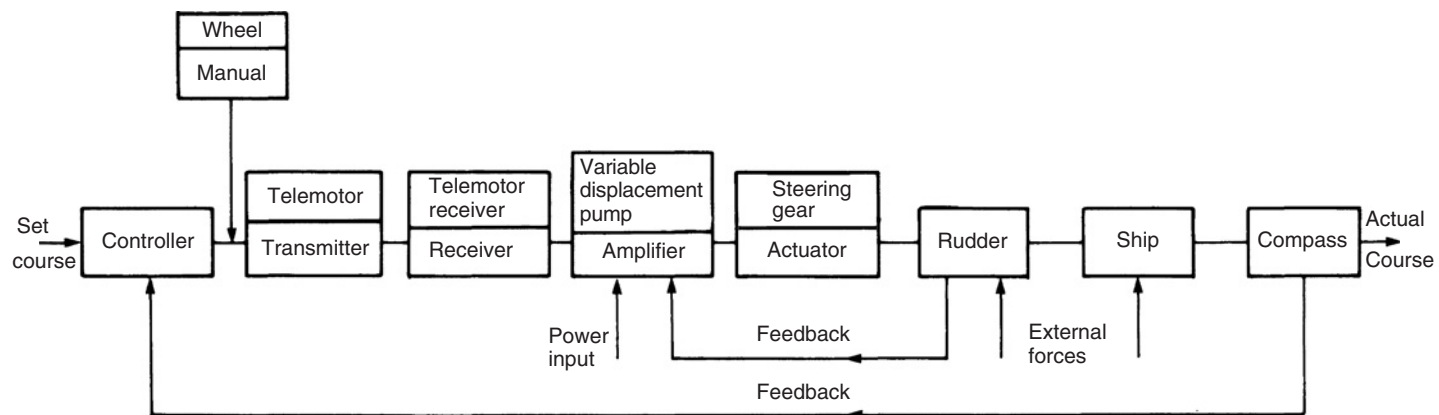 Wheel
Manual
Variable
displacement
pump
Telemotor
Telemotor
receiver
Steering
gear
Set
course
Controller
Transmitter
Receiver
Amplifier
Actuator
Rudder
Ship
Compass
Actual
Course
Power
input
Feedback
External
forces
Feedback